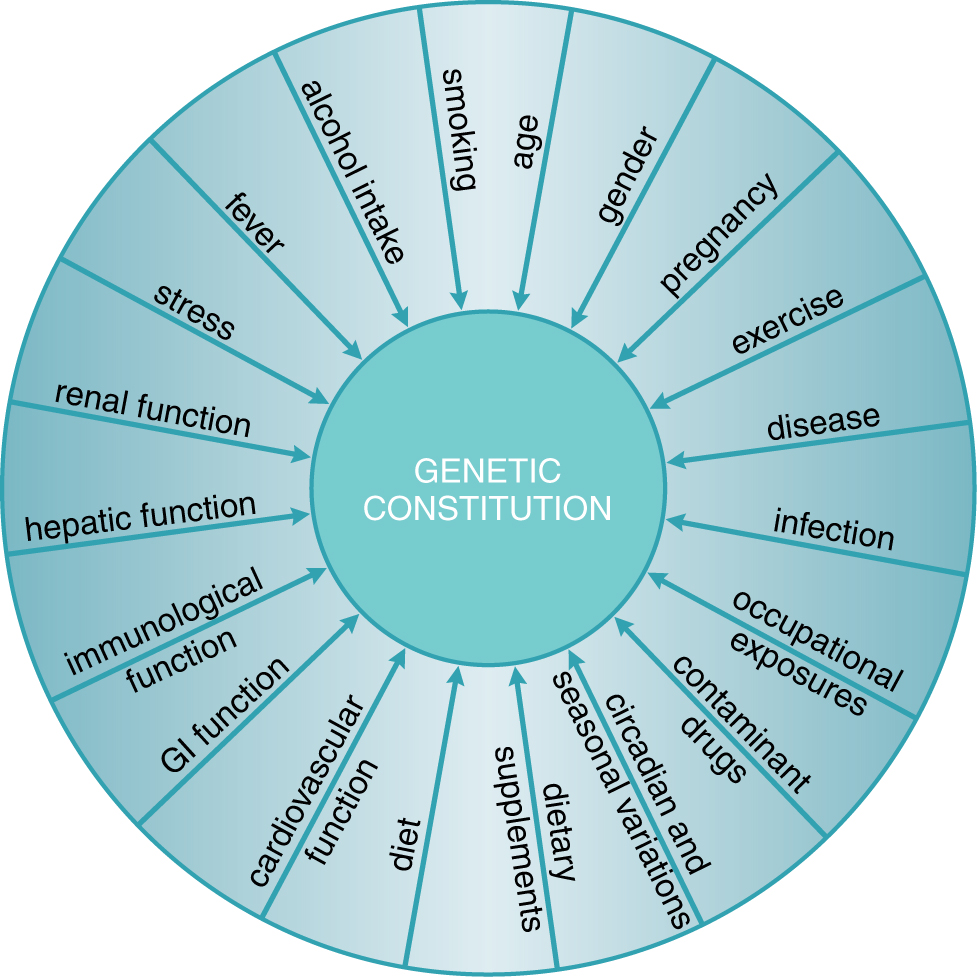 smoking
age
gender
pregnancy
exercise
disease
infection
occupational
exposures
contaminant
drugs
circadian and
seasonal variations
dietary
supplements
diet
cardiovascular
function
GI function
immunological
function
hepatic function
renal function
stress
fever
alcohol intake
GENETIC
CONSTITUTION